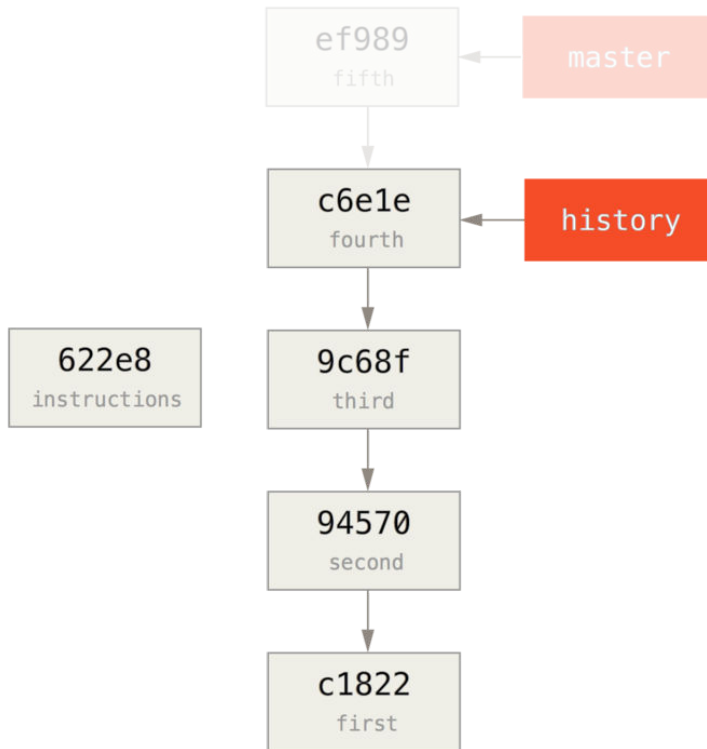 ef989
fifth
master
c6e1e
fourth
history
622e8
instructions
9c68f
third
94570
second
c1822
first